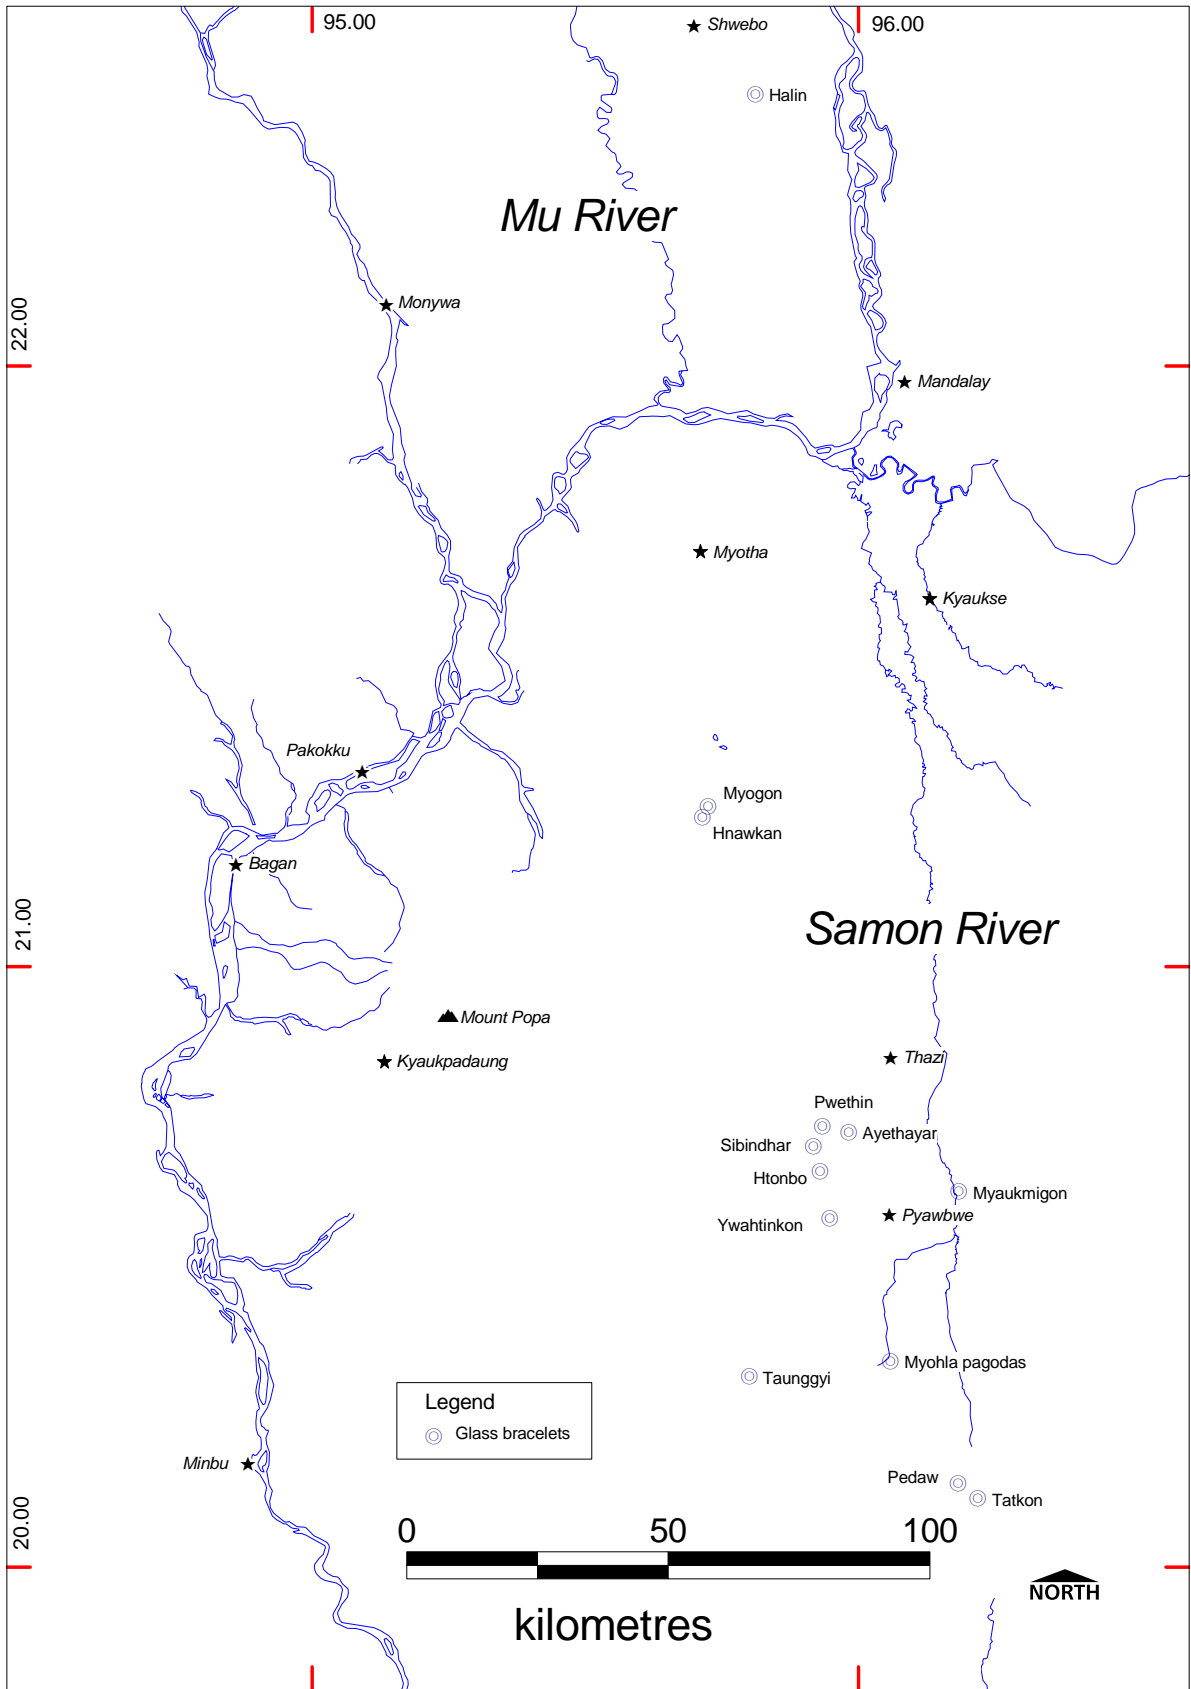 95.00
96.00
Shwebo
Halin
Mu River
Monywa
22.00
Mandalay
Myotha
Kyaukse
Pakokku
Myogon
Hnawkan
Bagan
21.00
Samon River
Mount Popa
Kyaukpadaung
Thazi
Pwethin
Ayethayar
Sibindhar
Htonbo
Myaukmigon
Ywahtinkon
Pyawbwe
Myohla pagodas
Taunggyi
Legend
Glass bracelets
Minbu
Pedaw
Tatkon
20.00
0 50 100
NORTH
kilometres